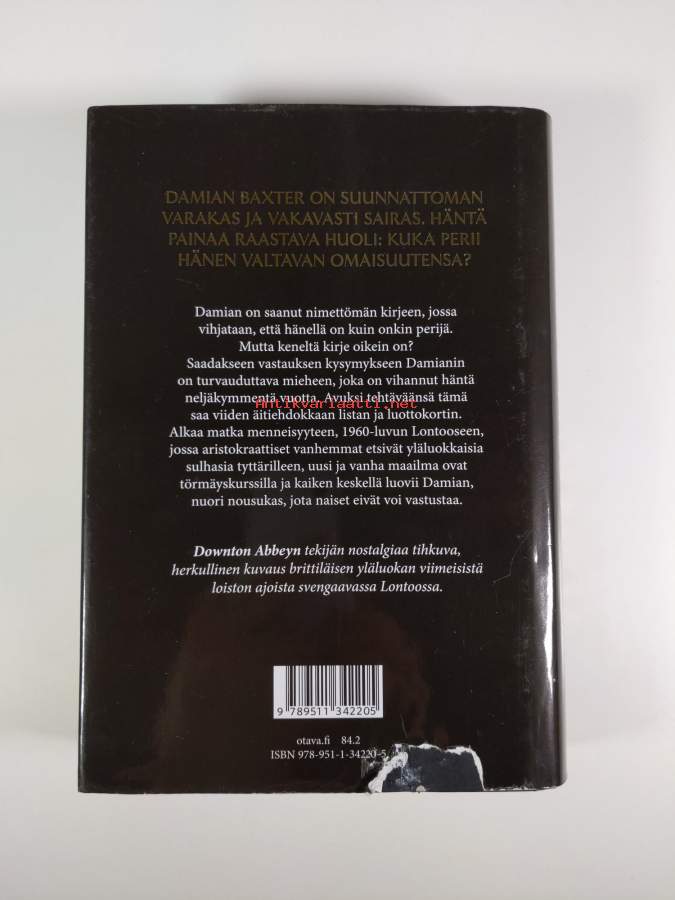 DAMIAN BAXTER ON SUUNNATTOMAN
VARAKAS JA VAKAVASTI SAIRAS. HÄNTÄ
PAINAA RAASTAVA HUOLI: KUKA PERII
HÄNEN VALTAVAN OMAISUUTENSA?
Damian on saanut nimettömän kirjeen, jossa
vihjataan, että hänellä on kuin onkin perijä.
Mutta keneltä kirje oikein on?
Saadakseen vastauksen kysymykseen Damianin
on turvauduttava mieheen, joka on vihannut häntä
neljäkymmentä vuotta. Avuksi tehtäväänsä tämä
Antikvariaatti.net
saa viiden äitiehdokkaan listan ja luottokortin.
Alkaa matka menneisyyteen, 1960-luvun Lontooseen,
jossa aristokraattiset vanhemmat etsivät yläluokkaisia
sulhasia tyttärilleen, uusi ja vanha maailma ovat
törmäyskurssilla ja kaiken keskellä luovii Damian,
nuori nousukas, jota naiset eivät voi vastustaa.
Downton Abbeyn tekijän nostalgiaa tihkuva,
herkullinen kuvaus brittiläisen yläluokan viimeisistä
loiston ajoista svengaavassa Lontoossa.
9 789511 342205
otava.fi 84.2
ISBN 978-951-1-34220-5